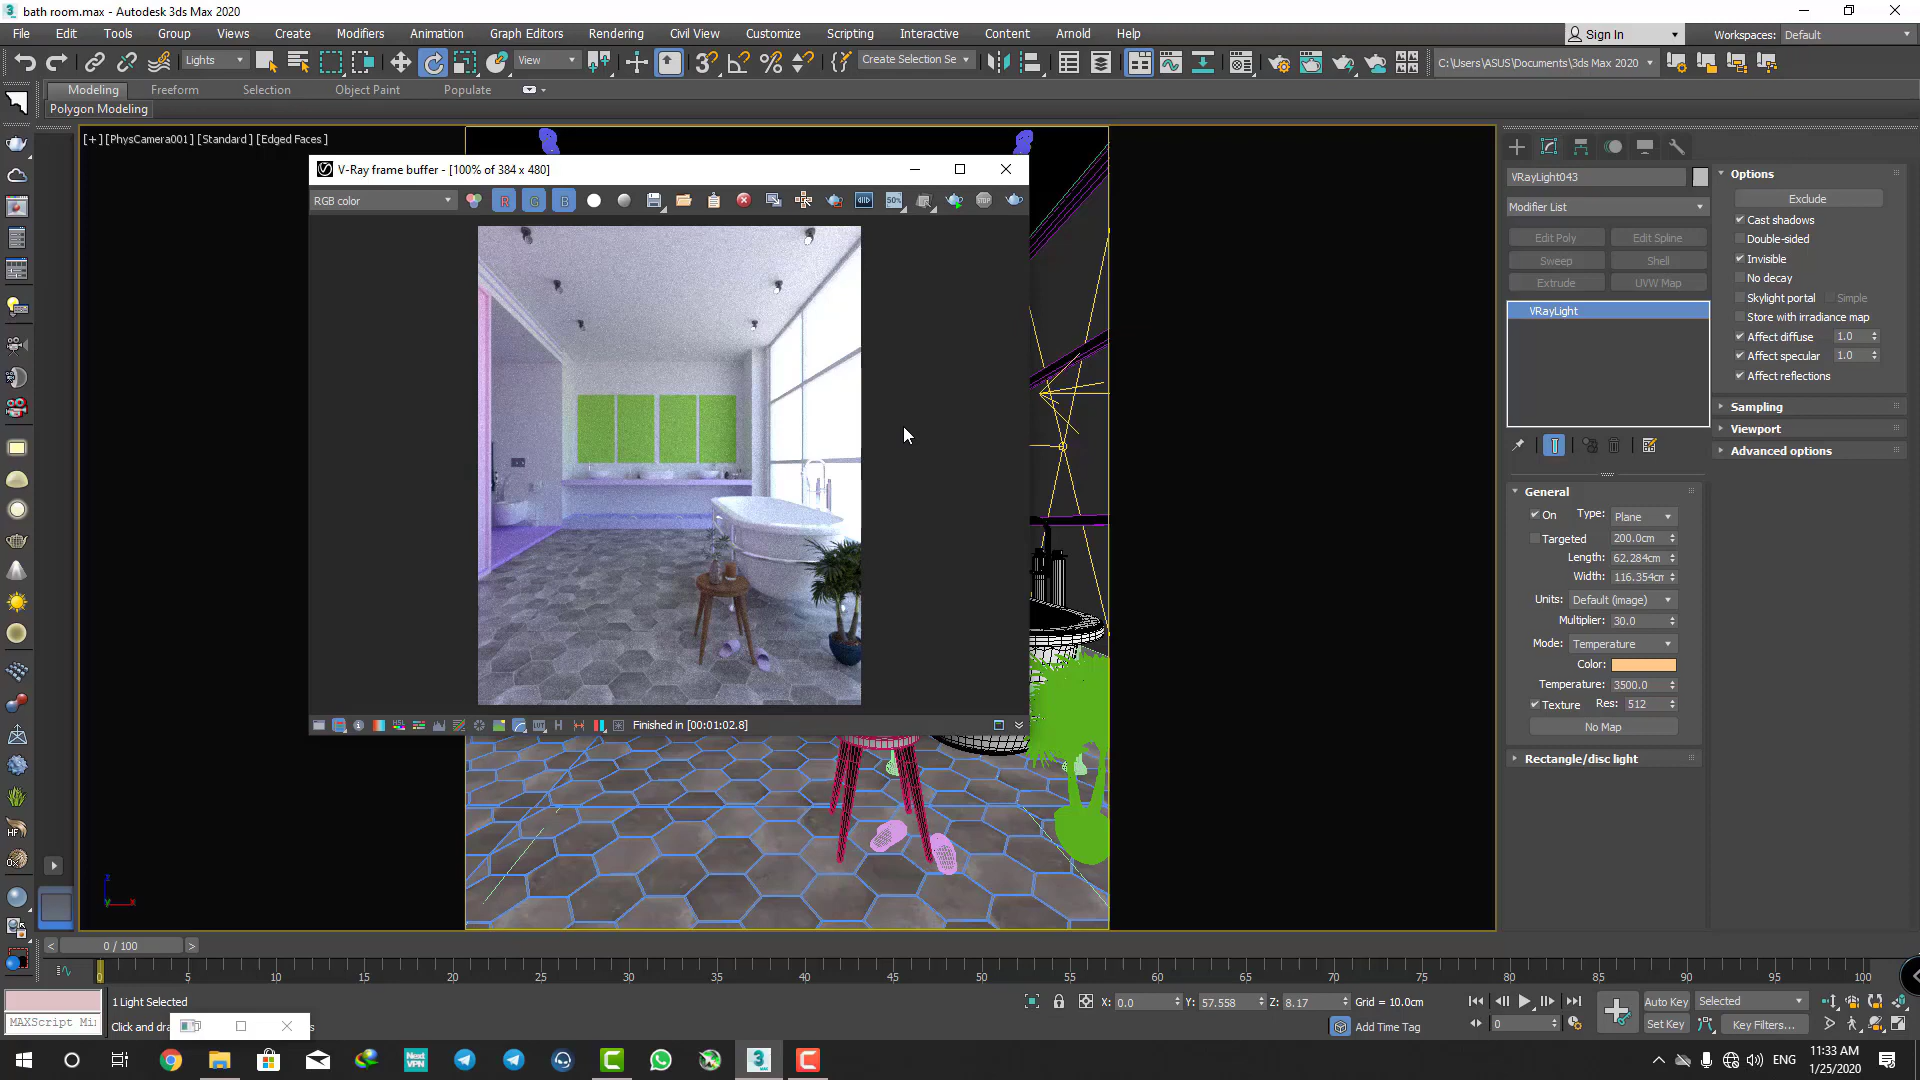 bath room.max - Autodesk 3ds Max 2020
File Edit Tools Group Views Create Modifiers Animation Graph Editors Rendering Civil View Customize Scripting Interactive Content Arnold Help
Sign In
Workspaces: Default
Lights
View
Create Selection Se
C:\Users\ASUS\Documents\3ds Max 2020
Modeling Freeform Selection Object Paint Populate
Polygon Modeling
[+] [PhysCamera001] [Standard] [Edged Faces]
V-Ray frame buffer - [100% of 384 x 480]
RGB color
R G B
50%
STOP
Finished in [00:01:02.8]
VRayLight043
Modifier List
Edit Poly Edit Spline
Sweep Shell
Extrude UVW Map
VRayLight
General
On Type: Plane
Targeted 200.0cm
Length: 62.284cm
Width: 116.354cm
Units: Default (image)
Multiplier: 30.0
Mode: Temperature
Color:
Temperature: 3500.0
Texture Res: 512
No Map
Rectangle/disc light
Options
Exclude
Cast shadows
Double-sided
Invisible
No decay
Skylight portal Simple
Store with irradiance map
Affect diffuse 1.0
Affect specular 1.0
Affect reflections
Sampling
Viewport
Advanced options
< 0 / 100 >
0 5 10 15 20 25 30 35 40 45 50 55 60 65 70 75 80 85 90 95 100
1 Light Selected
MAXScript Mi
Click and dra
X: 0.0 Y: 57.558 Z: 8.17 Grid = 10.0cm
Add Time Tag
0
Auto Key Selected
Set Key Key Filters...
Next VPN
ENG
11:33 AM
1/25/2020